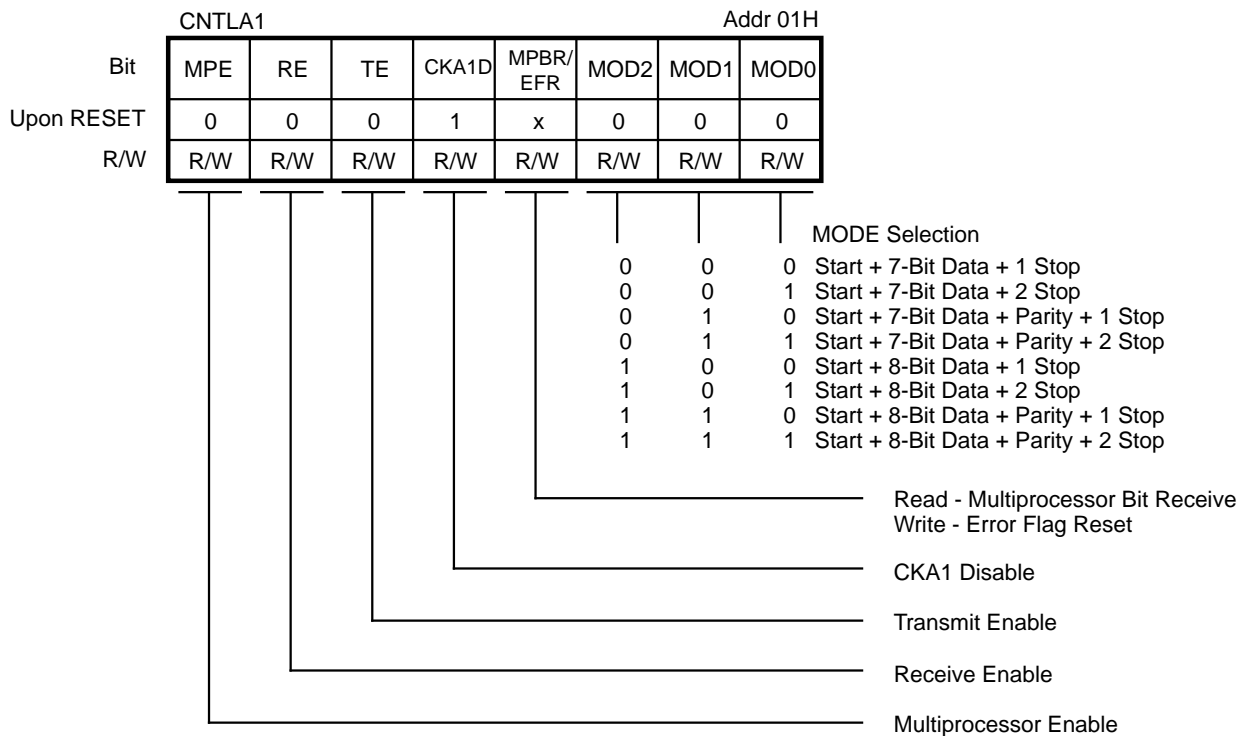 CNTLA1 Addr 01H
Bit MPE RE TE CKA1D MPBR/ EFR MOD2 MOD1 MOD0
Upon RESET 0 0 0 1 x 0 0 0
R/W R/W R/W R/W R/W R/W R/W R/W R/W
MODE Selection
0 0 0 Start + 7-Bit Data + 1 Stop
0 0 1 Start + 7-Bit Data + 2 Stop
0 1 0 Start + 7-Bit Data + Parity + 1 Stop
0 1 1 Start + 7-Bit Data + Parity + 2 Stop
1 0 0 Start + 8-Bit Data + 1 Stop
1 0 1 Start + 8-Bit Data + 2 Stop
1 1 0 Start + 8-Bit Data + Parity + 1 Stop
1 1 1 Start + 8-Bit Data + Parity + 2 Stop
Read - Multiprocessor Bit Receive
Write - Error Flag Reset
CKA1 Disable
Transmit Enable
Receive Enable
Multiprocessor Enable